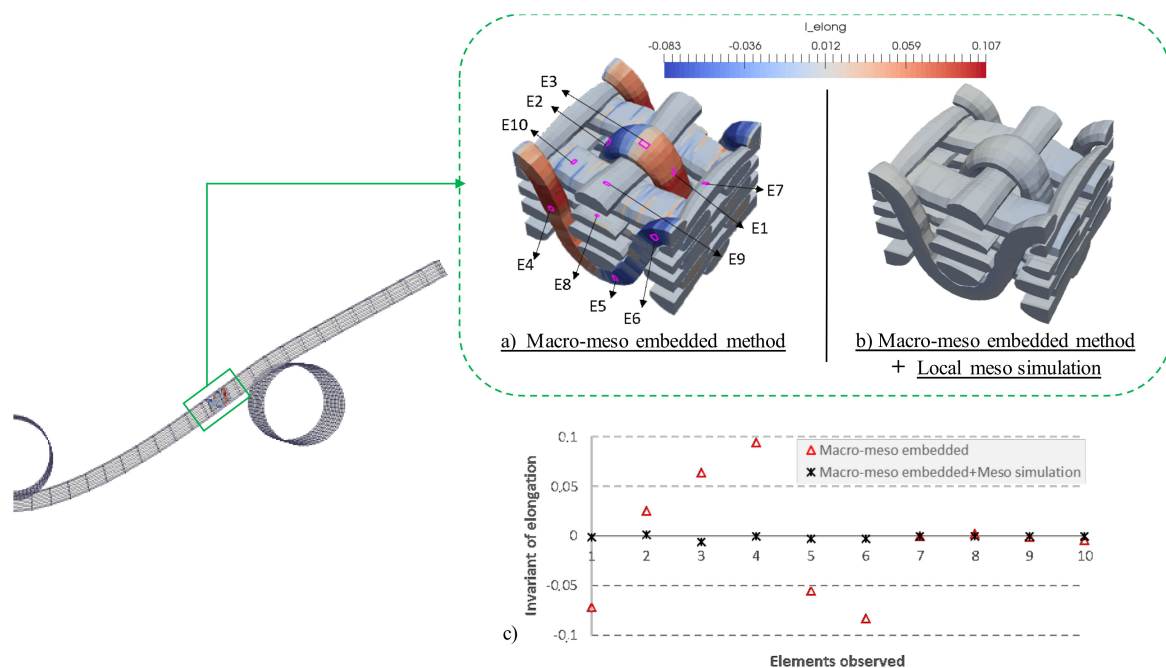 I_elong
-0.083 -0.036 0.012 0.059 0.107
E3
E2
E10
E7
E1
E4
E9
E8
E5
E6
a) Macro-meso embedded method
b) Macro-meso embedded method
+ Local meso simulation
0,1
Macro-meso embedded
Macro-meso embedded+Meso simulation
0,05
0
1 2 3 4 5 6 7 8 9 10
-0,05
-0,1
Invariant of elongation
c)
Elements observed